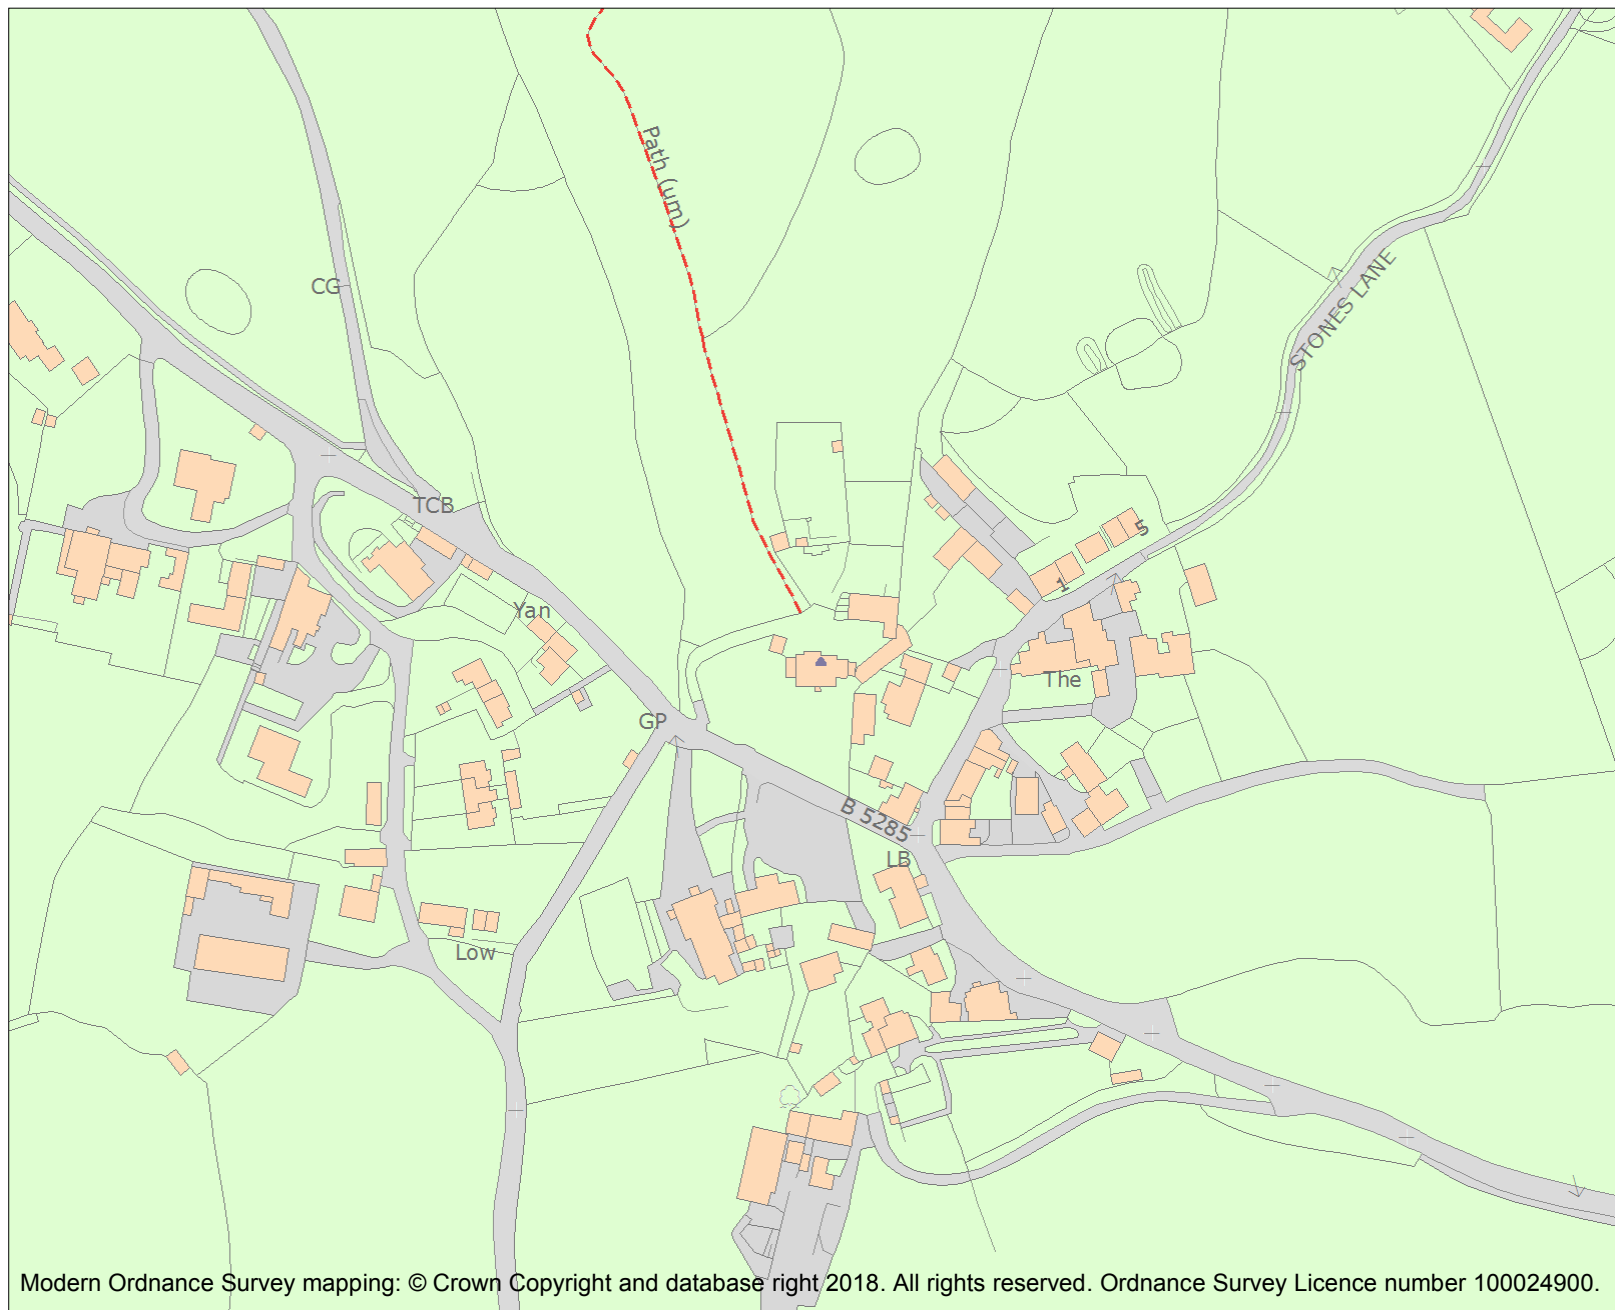 Path (um)
CG
STONES LANE
TCB
5
1
Yan
The
GP
B 5285
LB
Low
Modern Ordnance Survey mapping: © Crown Copyright and database right 2018. All rights reserved. Ordnance Survey Licence number 100024900.